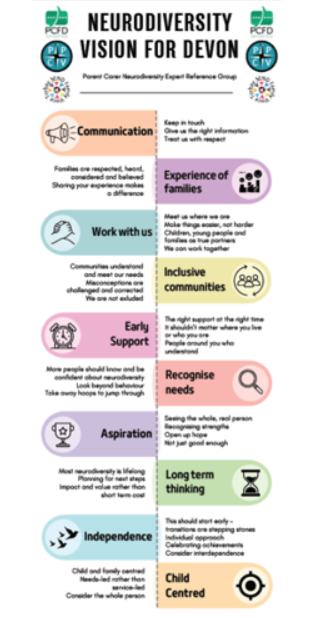 PCFD
NEURODIVERSITY
VISION FOR DEVON
PCFD
Parent Carer Neurodiversity Expert Reference Group
Communication
Keep in touch
Give us the right information
Treat us with respect
Families are respected, heard,
considered and believed
Sharing your experience makes
a difference
Experience of
families
Work with us
Meet us where we are
Make things easier, not harder
Children, young people and
families as true partners
We can work together
Communities understand
and meet our needs
Misconceptions are
challenged and corrected
We are not exluded
Inclusive
communities
Early
Support
The right support at the right time
It shouldn't matter where you live
or who you are
People around you who
understand
More people should know and be
confident about neurodiversity
Look beyond behaviour
Take away hoops to jump through
Recognise
needs
Aspiration
Seeing the whole, real person
Recognising strengths
Open up hope
Not just good enough
Most neurodiversity is lifelong
Planning for next steps
Impact and value rather than
short term cost
Long term
thinking
Independence
This should start early -
transitions are stepping stones
Individual approach
Celebrating achievements
Consider interdependence
Child and family centred
Needs-led rather than
service-led
Consider the whole person
Child
Centred